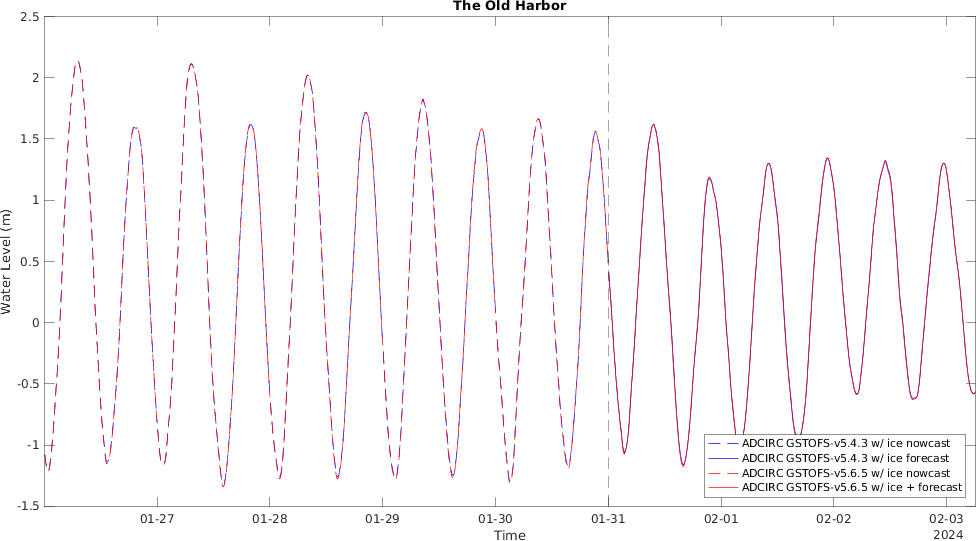 The Old Harbor
2.5
2
1.5
1
0.5
0
-0.5
-1
-1.5
Water Level (m)
ADCIRC GSTOFS-v5.4.3 w/ ice nowcast
ADCIRC GSTOFS-v5.4.3 w/ ice forecast
ADCIRC GSTOFS-v5.6.5 w/ ice nowcast
ADCIRC GSTOFS-v5.6.5 w/ ice + forecast
01-27 01-28 01-29 01-30 01-31 02-01 02-02 02-03
Time 2024